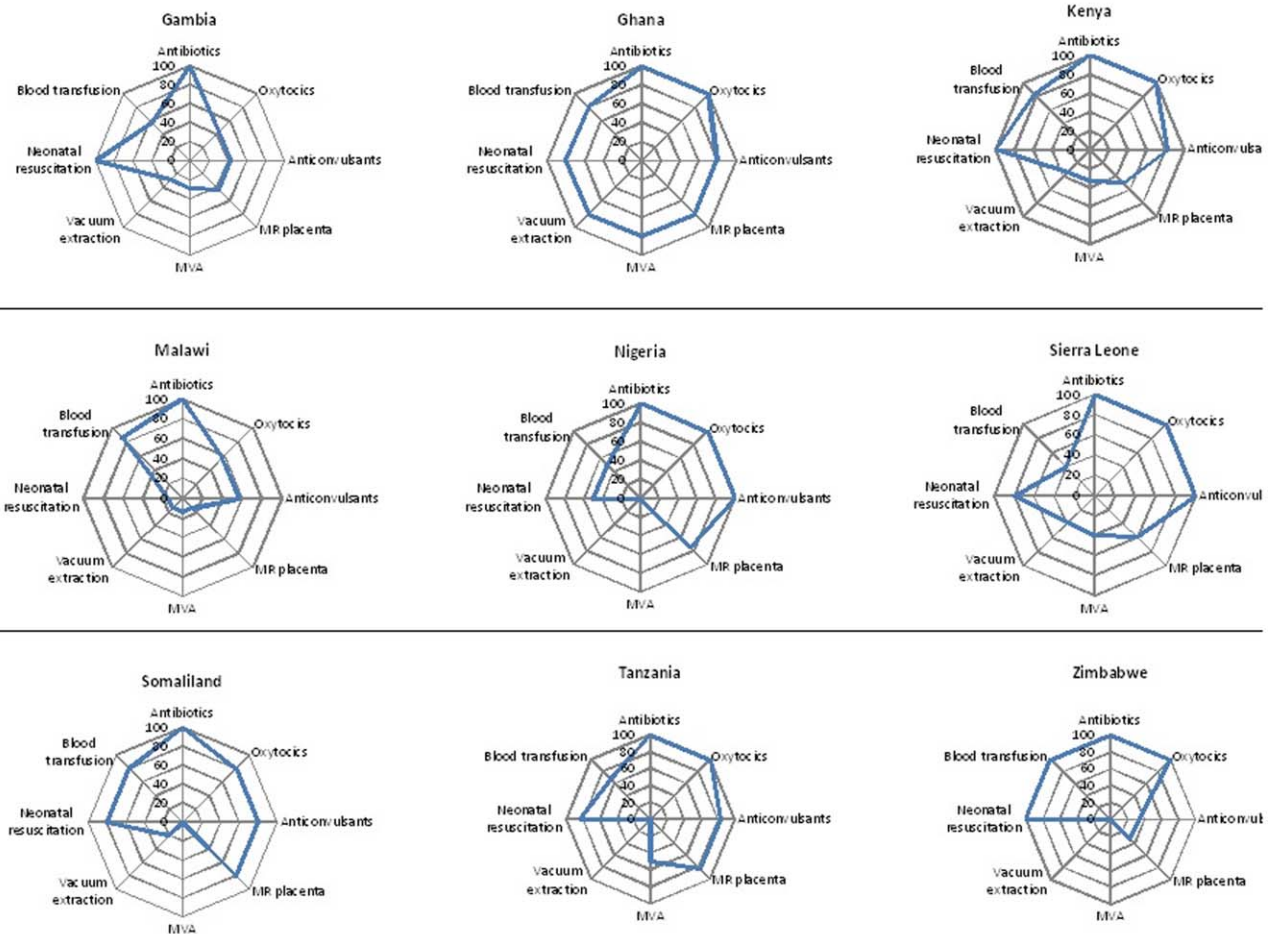 Gambia
Antibiotics
100
80
60
40
20
0
Blood transfusion
Oxytocics
Neonatal
resuscitation
Anticonvulsants
Vacuum
extraction
MR placenta
MVA
Ghana
Antibiotics
100
80
60
40
20
0
Blood transfusion
Oxytocics
Neonatal
resuscitation
Anticonvulsants
Vacuum
extraction
MR placenta
MVA
Kenya
Antibiotics
100
80
60
40
20
0
Blood
transfusion
Oxytocics
Neonatal
resuscitation
Anticonvulsa
Vacuum
extraction
MR placenta
MVA
Malawi
Antibiotics
100
80
60
40
20
0
Blood
transfusion
Oxytocics
Neonatal
resuscitation
Anticonvulsants
Vacuum
extraction
MR placenta
MVA
Nigeria
Antibiotics
100
80
60
40
20
0
Blood
transfusion
Oxytocics
Neonatal
resuscitation
Anticonvulsants
Vacuum
extraction
MR placenta
MVA
Sierra Leone
Antibiotics
100
80
60
40
20
0
Blood
transfusion
Oxytocics
Neonatal
resuscitation
Anticonvul
Vacuum
extraction
MR placenta
MVA
Somaliland
Antibiotics
100
80
60
40
20
0
Blood
transfusion
Oxytocics
Neonatal
resuscitation
Anticonvulsants
Vacuum
extraction
MR placenta
MVA
Tanzania
Antibiotics
100
80
60
40
20
0
Blood transfusion
Oxytocics
Neonatal
resuscitation
Anticonvulsants
Vacuum
extraction
MR placenta
MVA
Zimbabwe
Antibiotics
100
80
60
40
20
0
Blood transfusion
Oxytocics
Neonatal
resuscitation
Anticonvul
Vacuum
extraction
MR placenta
MVA